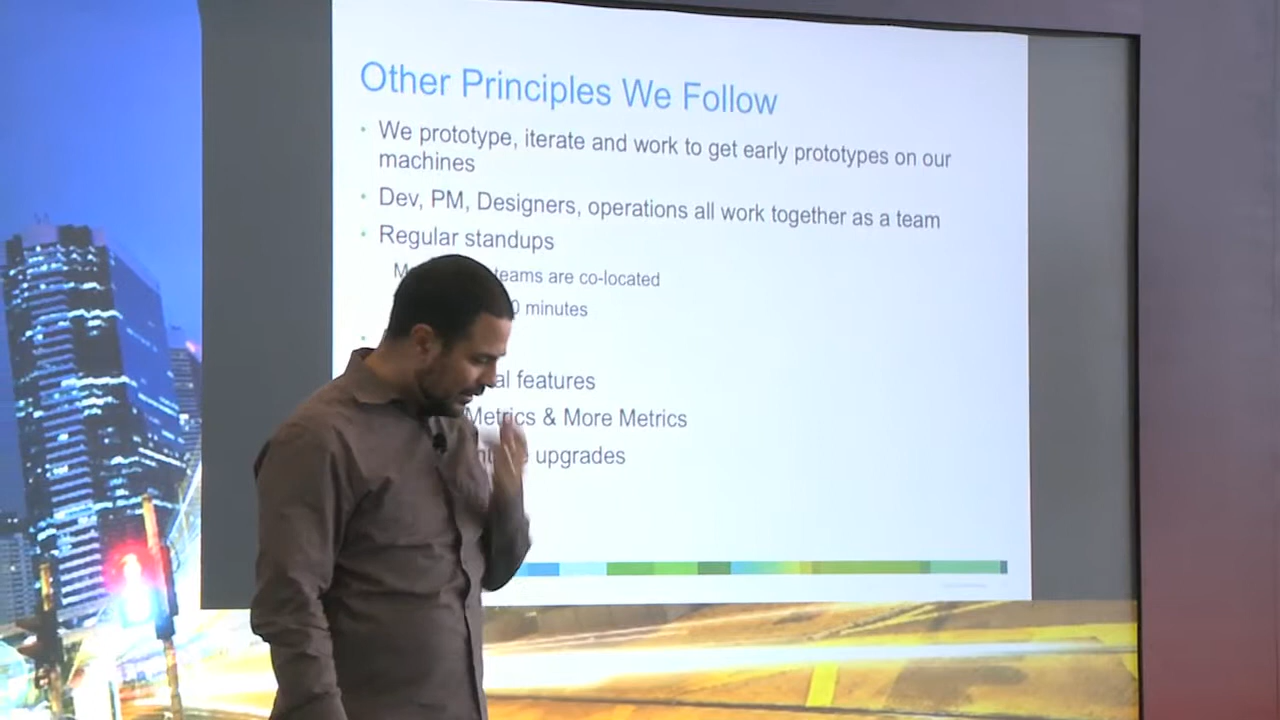 Other Principles We Follow
We prototype, iterate and work to get early prototypes on our
machines
Dev, PM, Designers, operations all work together as a team
Regular standups
teams are co-located
minutes
features
Metrics & More Metrics
upgrades